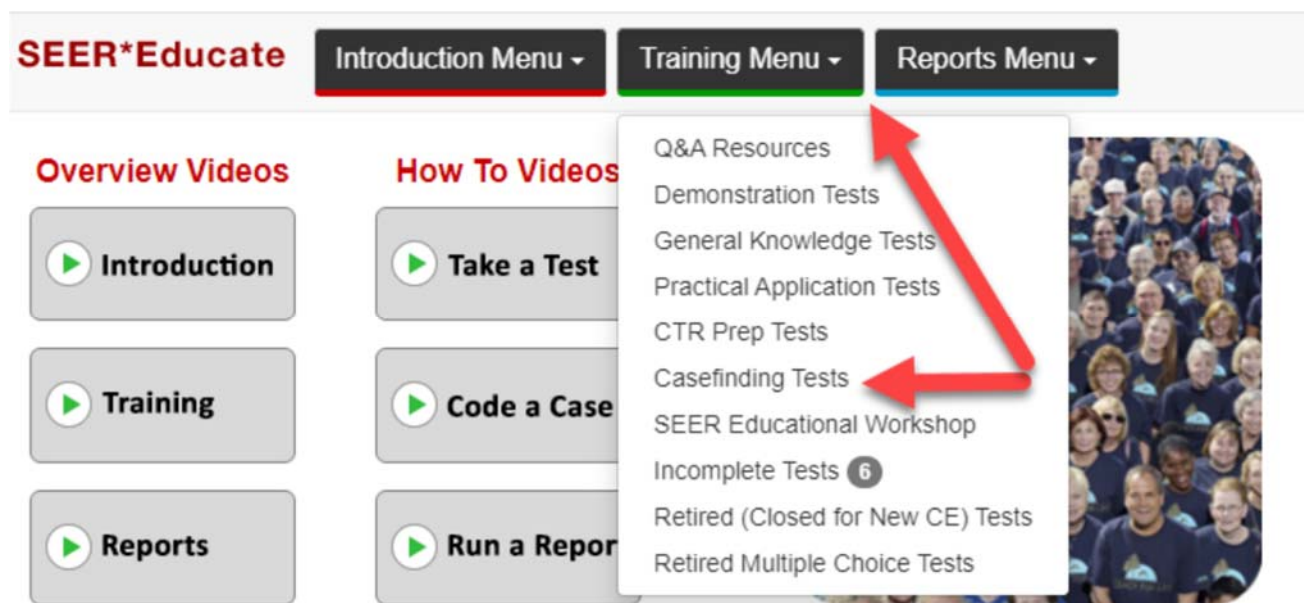 SEER*Educate
Introduction Menu
Training Menu
Reports Menu
Overview Videos
Introduction
Training
Reports
How To Videos
Take a Test
Code a Case
Run a Repor
Q&A Resources
Demonstration Tests
General Knowledge Tests
Practical Application Tests
CTR Prep Tests
Casefinding Tests
SEER Educational Workshop
Incomplete Tests 6
Retired (Closed for New CE) Tests
Retired Multiple Choice Tests